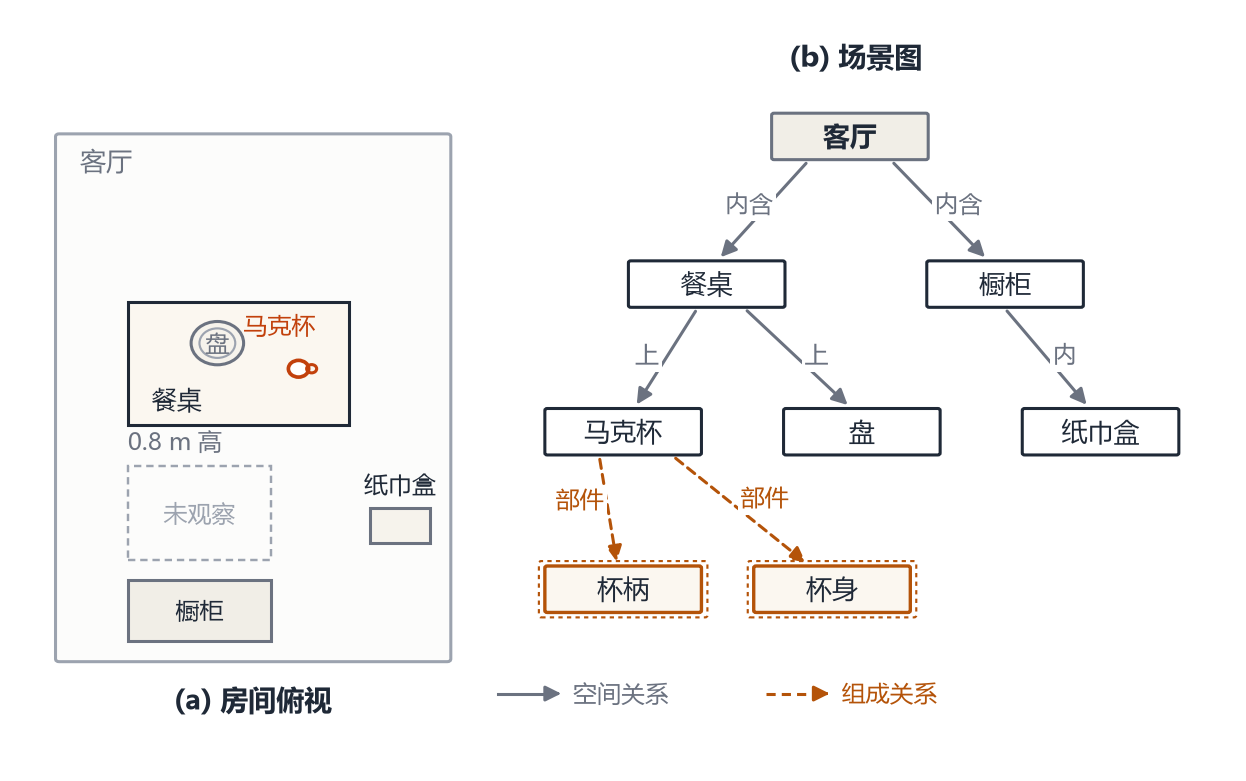 (b) 场景图
客厅
客厅
内含
内含
餐桌
橱柜
盘
马克杯
餐桌
0.8 m 高
上
上
内
马克杯
盘
纸巾盒
纸巾盒
未观察
部件
部件
杯柄
杯身
橱柜
(a) 房间俯视
空间关系
组成关系